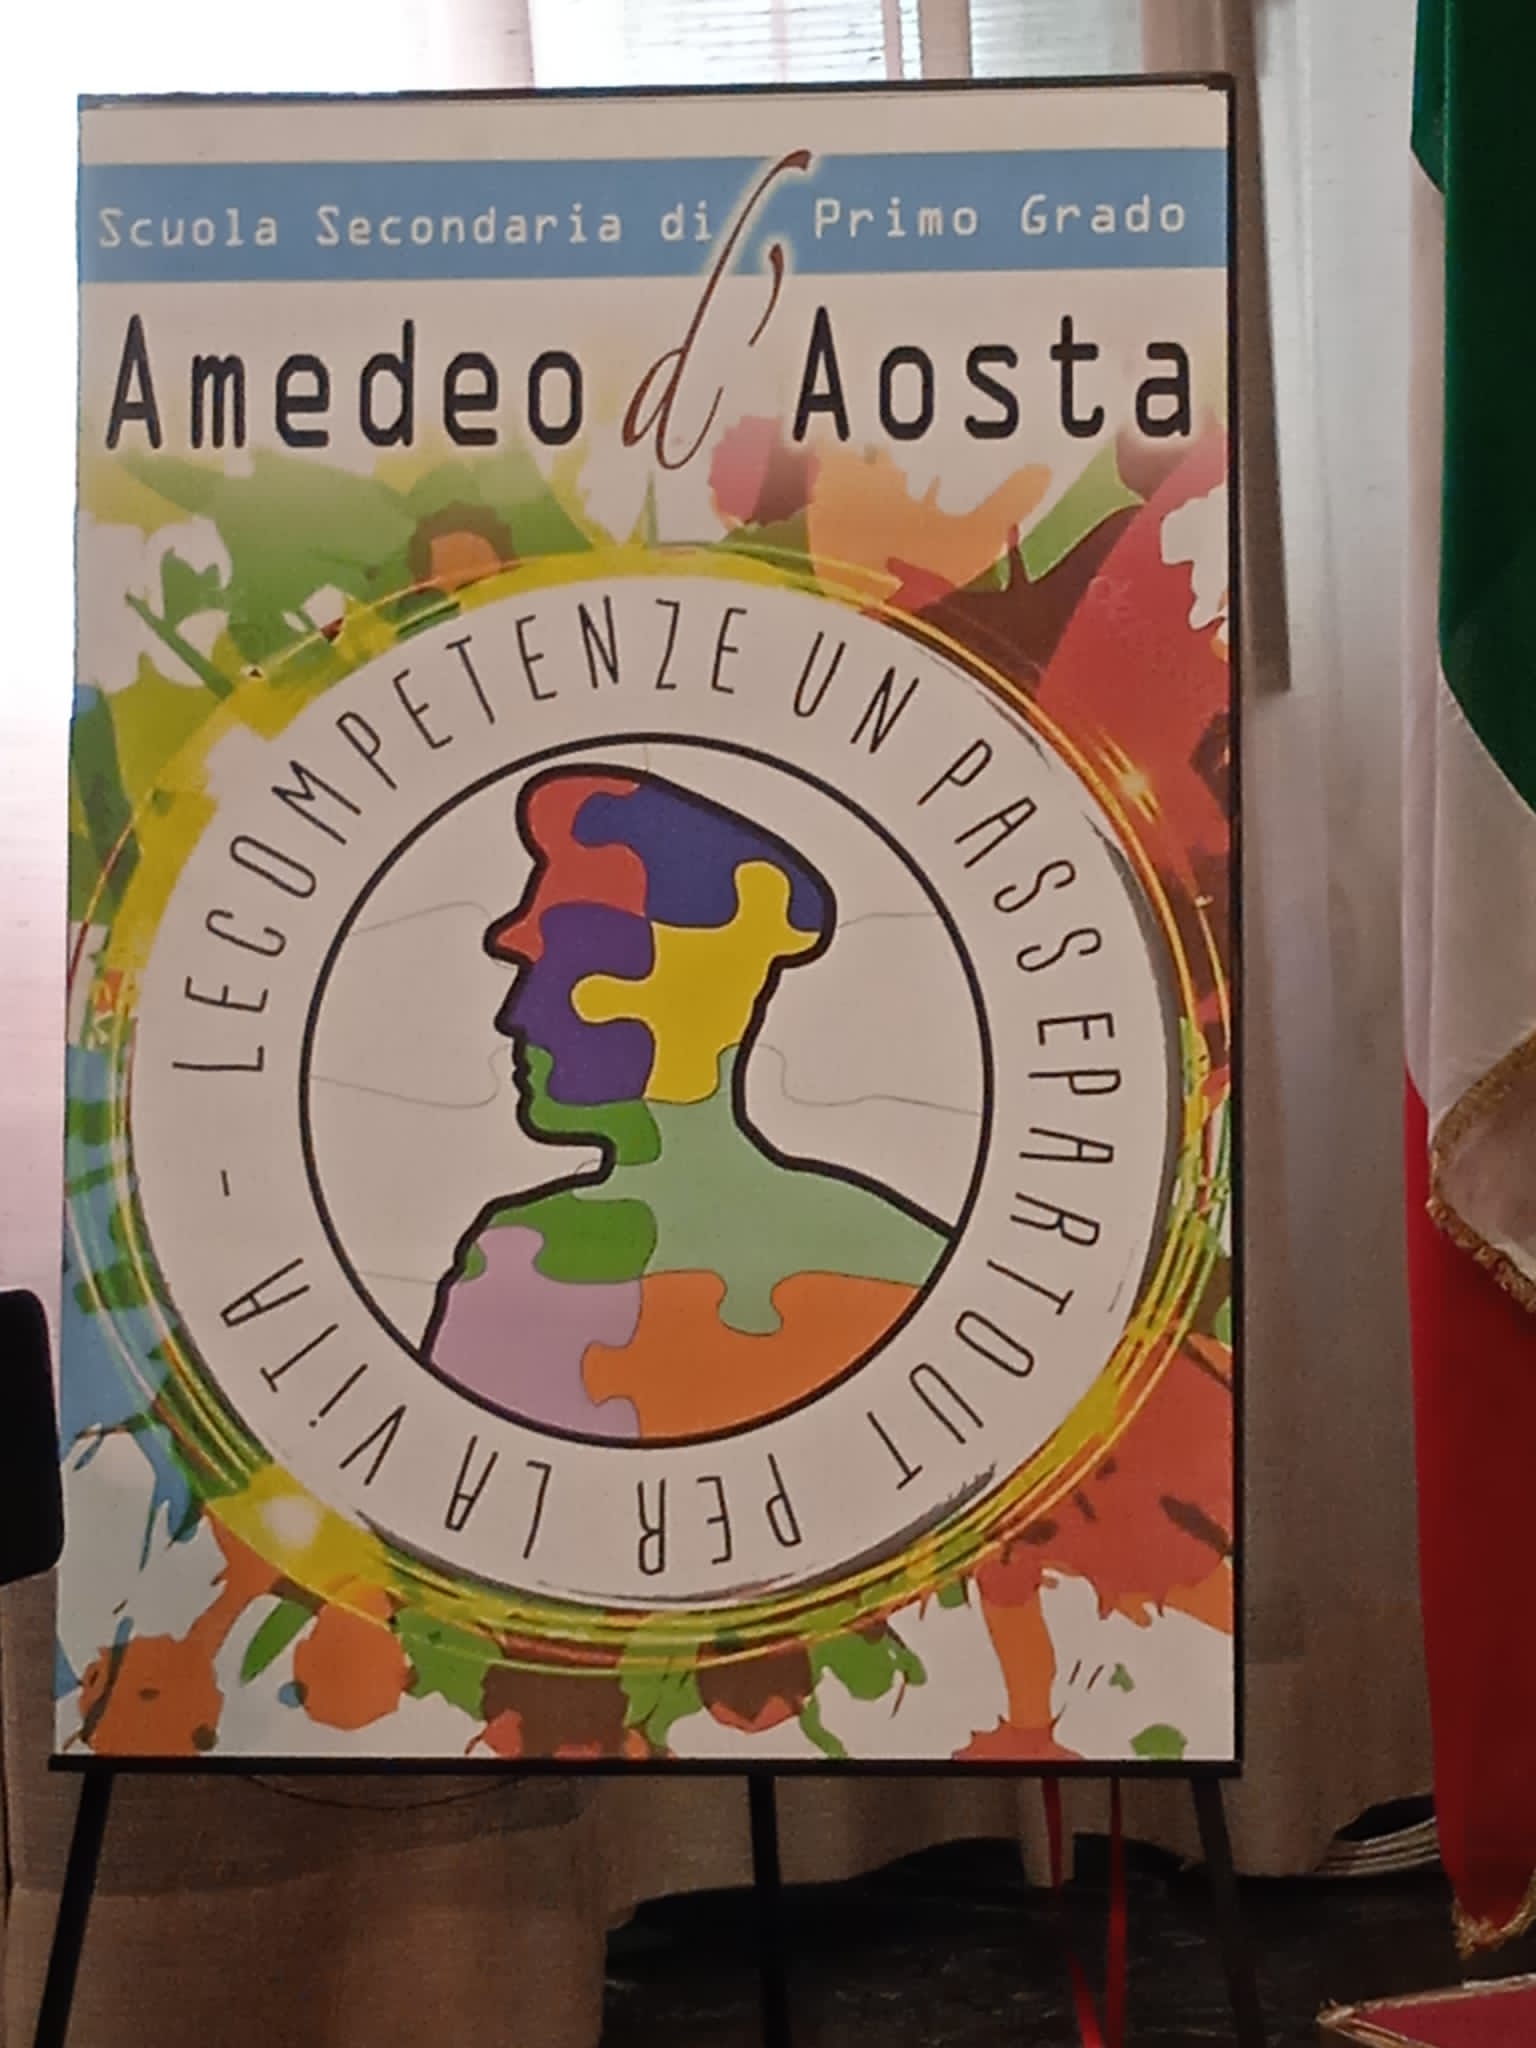 Scuola Secondaria di Primo Grado
Amedeo d'Aosta
LE COMPETENZE UN PASSEPARTOUT PER LA ViTA -